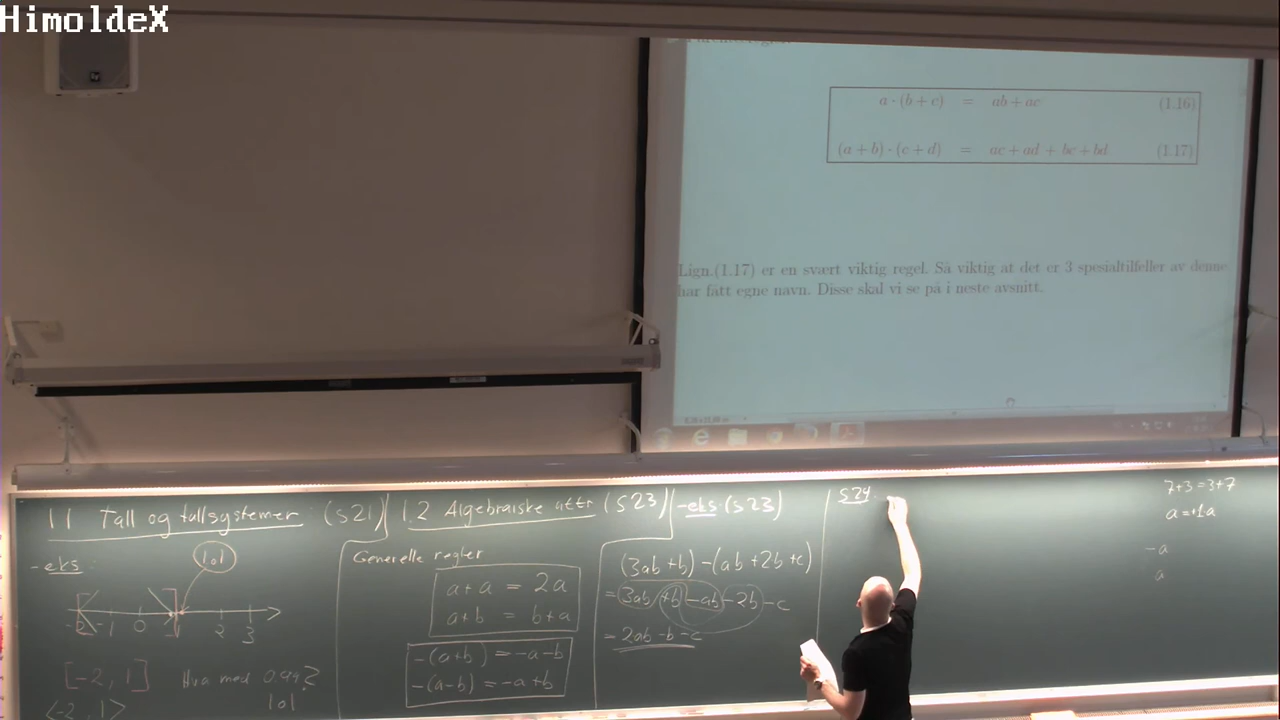 HimoldeX
a · (b + c) = ab + ac (1.16)
(a + b) · (c + d) = ac + ad + bc + bd (1.17)
Lign.(1.17) er en svært viktig regel. Så viktig at det er 3 spesialtilfeller av denne
har fått egne navn. Disse skal vi se på i neste avsnitt.
1.1 Tall og tallsystemer (s21)
-eks:
1.01
-2 -1 0 1 2 3
[-2, 1] Hva med 0.99?
<-2, 1> 1.01
1.2 Algebraiske uttr (s23)
Generelle regler
a+a = 2a
a+b = b+a
-(a+b) = -a-b
-(a-b) = -a+b
-eks. (s23)
(3ab+b) - (ab+2b+c)
= 3ab +b -ab -2b -c
= 2ab -b -c
s24.
7+3 = 3+7
-a
a